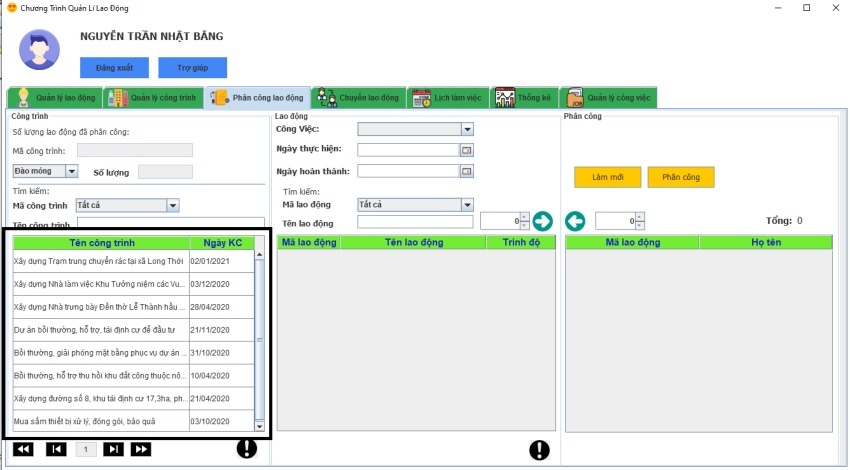 Chương Trình Quản Lí Lao Động
NGUYỄN TRẦN NHẬT BĂNG
Đăng xuất
Trợ giúp
Quản lý lao động
Quản lý công trình
Phân công lao động
Chuyển lao động
Lịch làm việc
Thống kê
Quản lý công việc
Công trình
Số lượng lao động đã phân công:
Mã công trình:
Đào móng
Số lượng
Tìm kiếm:
Mã công trình
Tất cả
Tên công trình
Tên công trình
Ngày KC
Xây dựng Trạm trung chuyển rác tại xã Long Thới
02/01/2021
Xây dựng Nhà làm việc Khu Tưởng niệm các Vu...
03/12/2020
Xây dựng Nhà trưng bày Đền thờ Lễ Thành hầu ...
28/04/2020
Dự án bồi thường, hỗ trợ, tái định cư để đầu tư
21/11/2020
Bồi thường, giải phóng mặt bằng phục vụ dự án ...
31/10/2020
Bồi thường, hỗ trợ thu hồi khu đất công thuộc nô...
10/04/2020
Xây dựng đường số 8, khu tái định cư 17,3ha, ph...
21/04/2020
Mua sắm thiết bị xử lý, đóng gói, bảo quả
03/10/2020
1
Lao động
Công Việc:
Ngày thực hiện:
Ngày hoàn thành:
Tìm kiếm:
Mã lao động
Tất cả
Tên lao động
0
Mã lao động
Tên lao động
Trình độ
Phân công
Làm mới
Phân công
0
Tổng: 0
Mã lao động
Họ tên